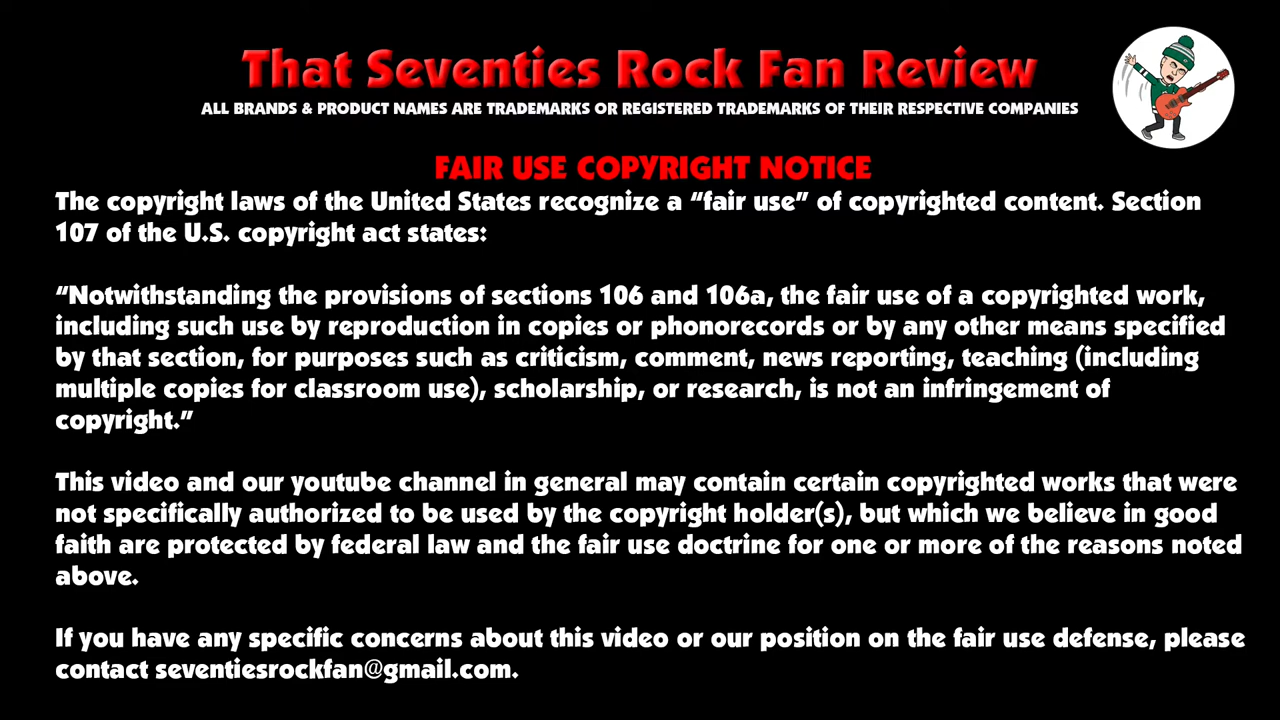 That Seventies Rock Fan Review
ALL BRANDS & PRODUCT NAMES ARE TRADEMARKS OR REGISTERED TRADEMARKS OF THEIR RESPECTIVE COMPANIES
FAIR USE COPYRIGHT NOTICE
The copyright laws of the United States recognize a “fair use” of copyrighted content. Section
107 of the U.S. copyright act states:
“Notwithstanding the provisions of sections 106 and 106a, the fair use of a copyrighted work,
including such use by reproduction in copies or phonorecords or by any other means specified
by that section, for purposes such as criticism, comment, news reporting, teaching (including
multiple copies for classroom use), scholarship, or research, is not an infringement of
copyright.”
This video and our youtube channel in general may contain certain copyrighted works that were
not specifically authorized to be used by the copyright holder(s), but which we believe in good
faith are protected by federal law and the fair use doctrine for one or more of the reasons noted
above.
If you have any specific concerns about this video or our position on the fair use defense, please
contact seventiesrockfan@gmail.com.